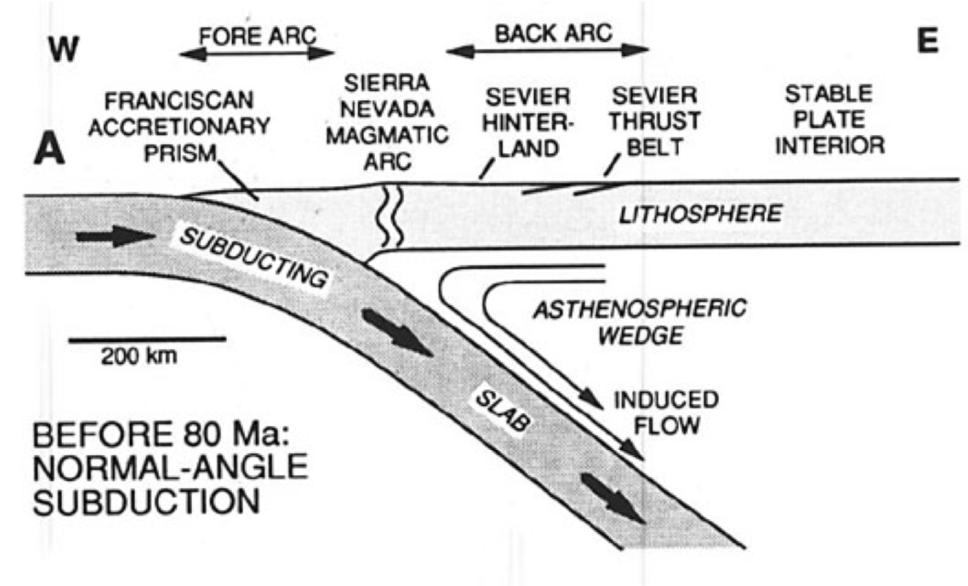 W
FORE ARC
BACK ARC
E
A
FRANCISCAN
ACCRETIONARY
PRISM
SIERRA
NEVADA
MAGMATIC
ARC
SEVIER
HINTER-
LAND
SEVIER
THRUST
BELT
STABLE
PLATE
INTERIOR
LITHOSPHERE
SUBDUCTING
ASTHENOSPHERIC
WEDGE
200 km
SLAB
INDUCED
FLOW
BEFORE 80 Ma:
NORMAL-ANGLE
SUBDUCTION